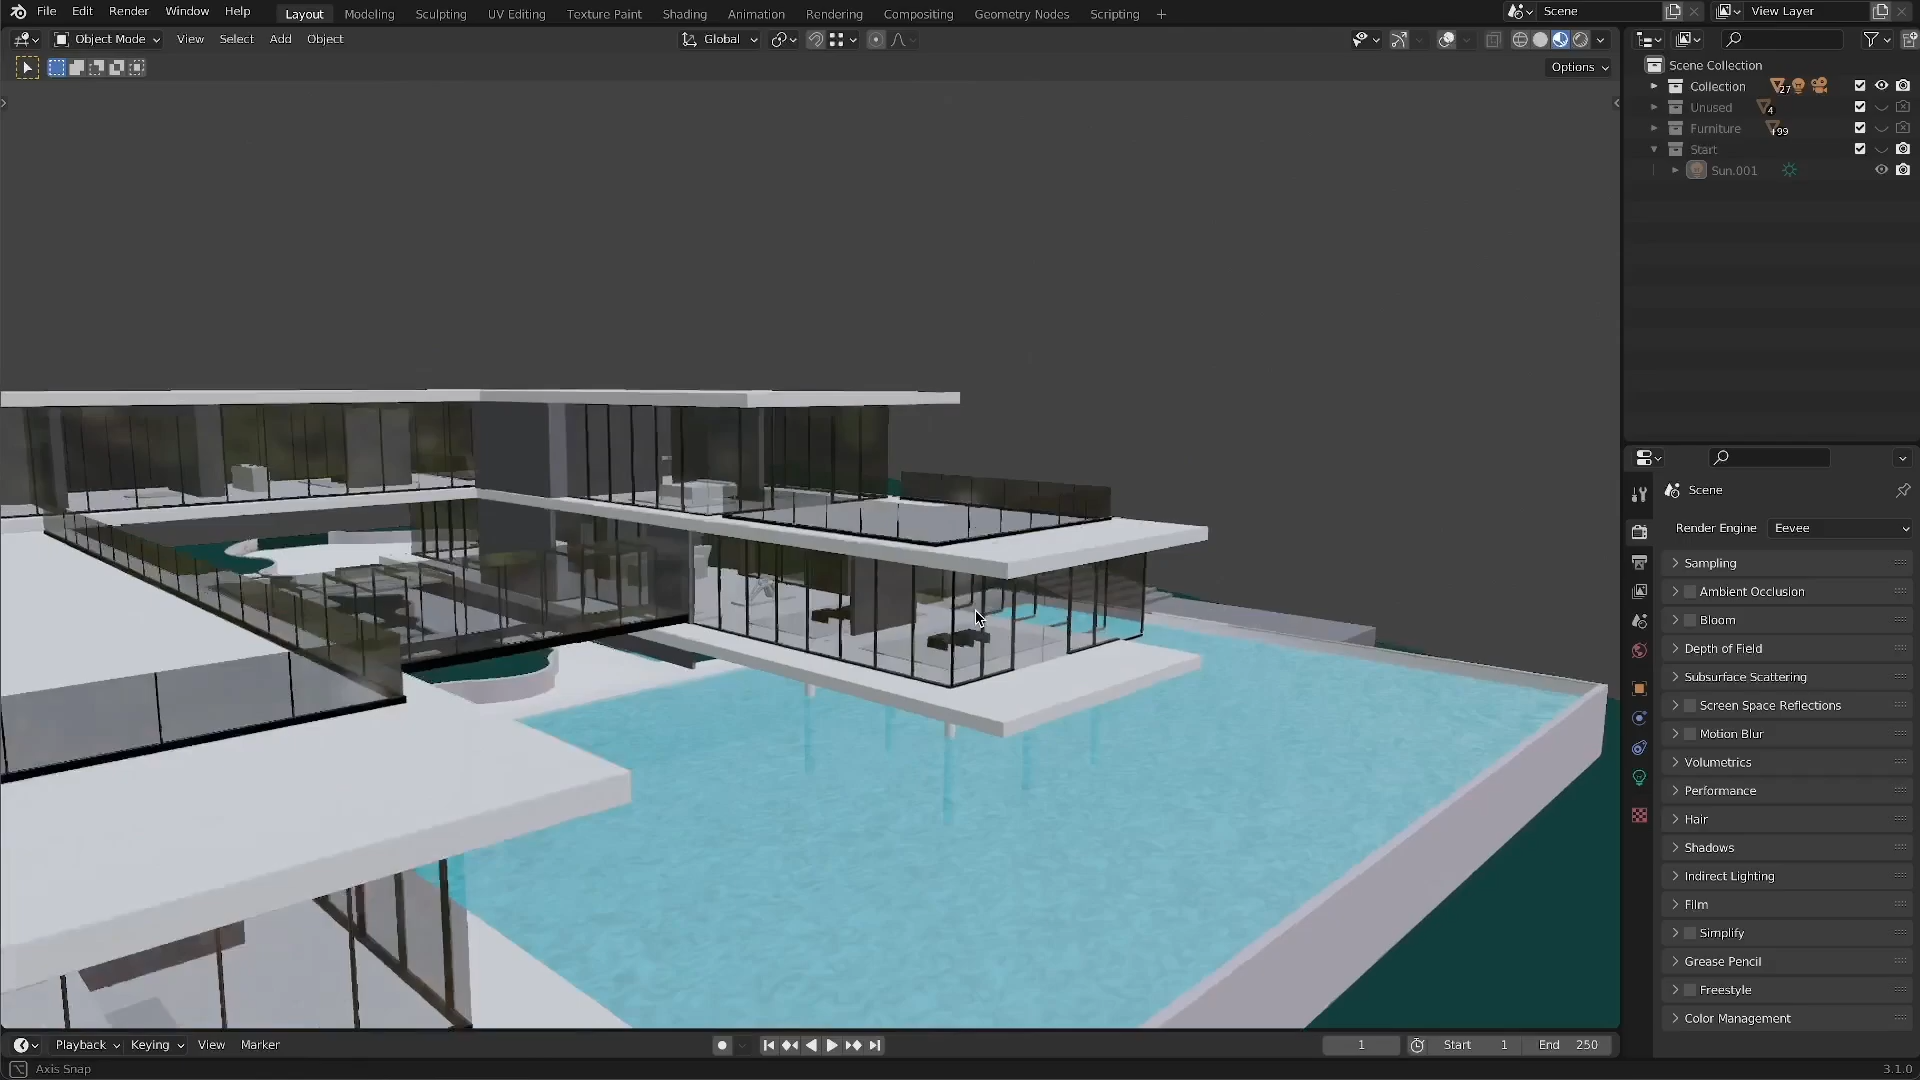 File Edit Render Window Help Layout Modeling Sculpting UV Editing Texture Paint Shading Animation Rendering Compositing Geometry Nodes Scripting + Scene View Layer
Object Mode View Select Add Object Global
Options
Scene Collection
Collection 27
Unused 4
Furniture +99
Start
Sun.001
Scene
Render Engine Eevee
Sampling
Ambient Occlusion
Bloom
Depth of Field
Subsurface Scattering
Screen Space Reflections
Motion Blur
Volumetrics
Performance
Hair
Shadows
Indirect Lighting
Film
Simplify
Grease Pencil
Freestyle
Color Management
Playback Keying View Marker 1 Start 1 End 250
Axis Snap 3.1.0